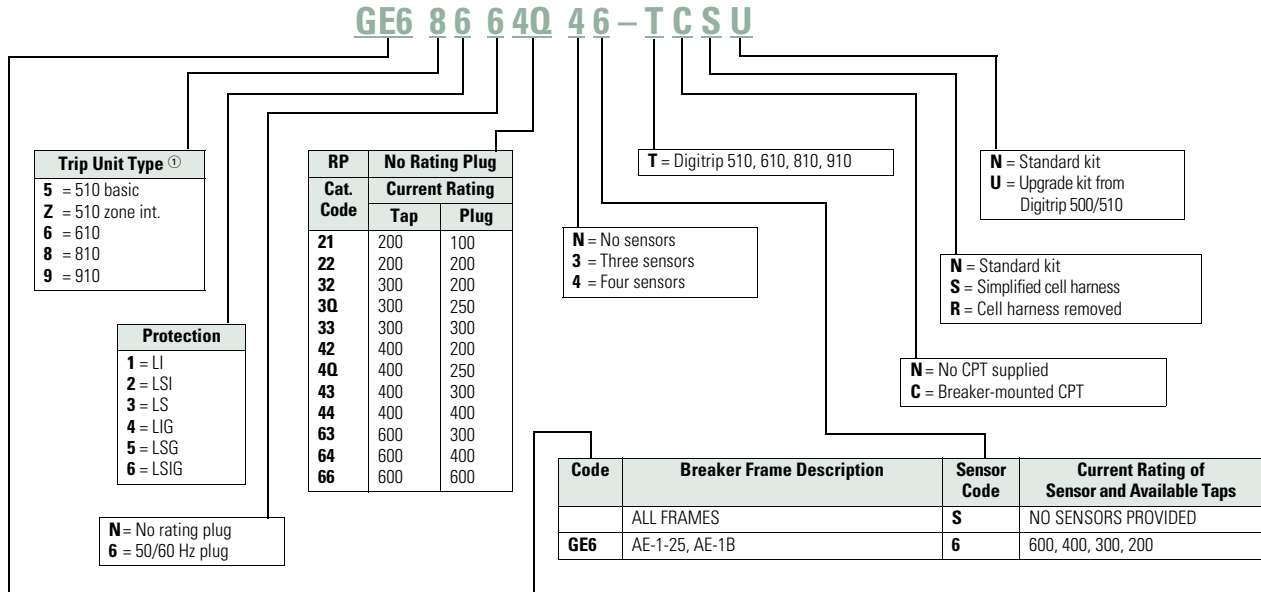 GE6 8 6 6 4Q 4 6 – T C S U
Trip Unit Type ①
5 = 510 basic
Z = 510 zone int.
6 = 610
8 = 810
9 = 910
RP No Rating Plug
Cat. Code Current Rating
Tap Plug
21 200 100
22 200 200
32 300 200
3Q 300 250
33 300 300
42 400 200
4Q 400 250
43 400 300
44 400 400
63 600 300
64 600 400
66 600 600
T = Digitrip 510, 610, 810, 910
N = Standard kit
U = Upgrade kit from
Digitrip 500/510
N = No sensors
3 = Three sensors
4 = Four sensors
N = Standard kit
S = Simplified cell harness
R = Cell harness removed
Protection
1 = LI
2 = LSI
3 = LS
4 = LIG
5 = LSG
6 = LSIG
N = No CPT supplied
C = Breaker-mounted CPT
N= No rating plug
6 = 50/60 Hz plug
Code Breaker Frame Description Sensor Code Current Rating of Sensor and Available Taps
ALL FRAMES S NO SENSORS PROVIDED
GE6 AE-1-25, AE-1B 6 600, 400, 300, 200